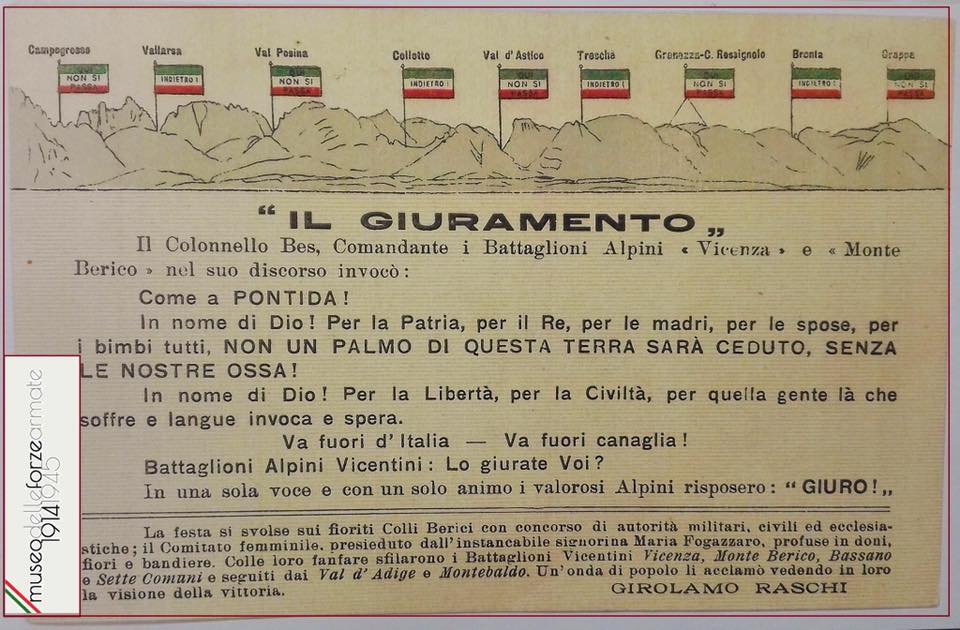 Campogrosso Vallarsa Val Posina Colletto Val d'Astico Treschè Granezza-C. Rossignolo Bronta Grappa
QUI NON SI PASSA INDIETRO! QUI NON SI PASSA INDIETRO! QUI NON SI PASSA INDIETRO! QUI NON SI PASSA INDIETRO! QUI NON SI PASSA
“ IL GIURAMENTO „
Il Colonnello Bes, Comandante i Battaglioni Alpini « Vicenza » e « Monte
Berico » nel suo discorso invocò :
Come a PONTIDA !
In nome di Dio ! Per la Patria, per il Re, per le madri, per le spose, per
i bimbi tutti, NON UN PALMO DI QUESTA TERRA SARÀ CEDUTO, SENZA
LE NOSTRE OSSA !
In nome di Dio ! Per la Libertà, per la Civiltà, per quella gente là che
soffre e langue invoca e spera.
Va fuori d'Italia — Va fuori canaglia !
Battaglioni Alpini Vicentini : Lo giurate Voi ?
In una sola voce e con un solo animo i valorosi Alpini risposero : “ GIURO ! „
La festa si svolse sui fioriti Colli Berici con concorso di autorità militari, civili ed ecclesia-
stiche ; il Comitato femminile, presieduto dall'instancabile signorina Maria Fogazzaro, profuse in doni,
fiori e bandiere. Colle loro fanfare sfilarono i Battaglioni Vicentini Vicenza, Monte Berico, Bassano
e Sette Comuni e seguiti dai Val d'Adige e Montebaldo. Un'onda di popolo li acclamò vedendo in loro
la visione della vittoria.
GIROLAMO RASCHI
museodelleforzearmate
19141945